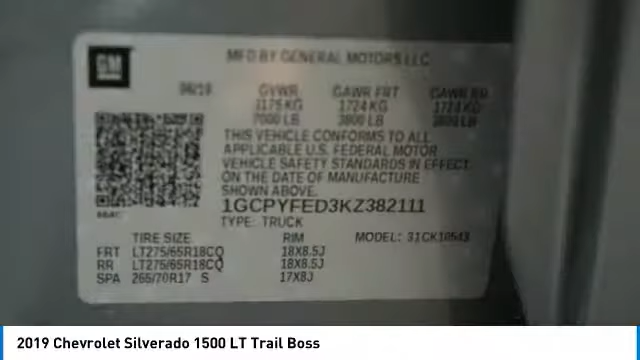 GM
MFD BY GENERAL MOTORS LLC
06/19 GVWR GAWR FRT GAWR RR
1724 KG 1724 KG
7000 LB 3800 LB 3800 LB
THIS VEHICLE CONFORMS TO ALL
APPLICABLE U.S. FEDERAL MOTOR
VEHICLE SAFETY STANDARDS IN EFFECT
ON THE DATE OF MANUFACTURE
SHOWN ABOVE.
1GCPYFED3KZ382111
TYPE: TRUCK
TIRE SIZE RIM MODEL: 31CK10543
FRT LT275/65R18CQ 18X8.5J
RR LT275/65R18CQ 18X8.5J
SPA 265/70R17 S 17X8J
2019 Chevrolet Silverado 1500 LT Trail Boss